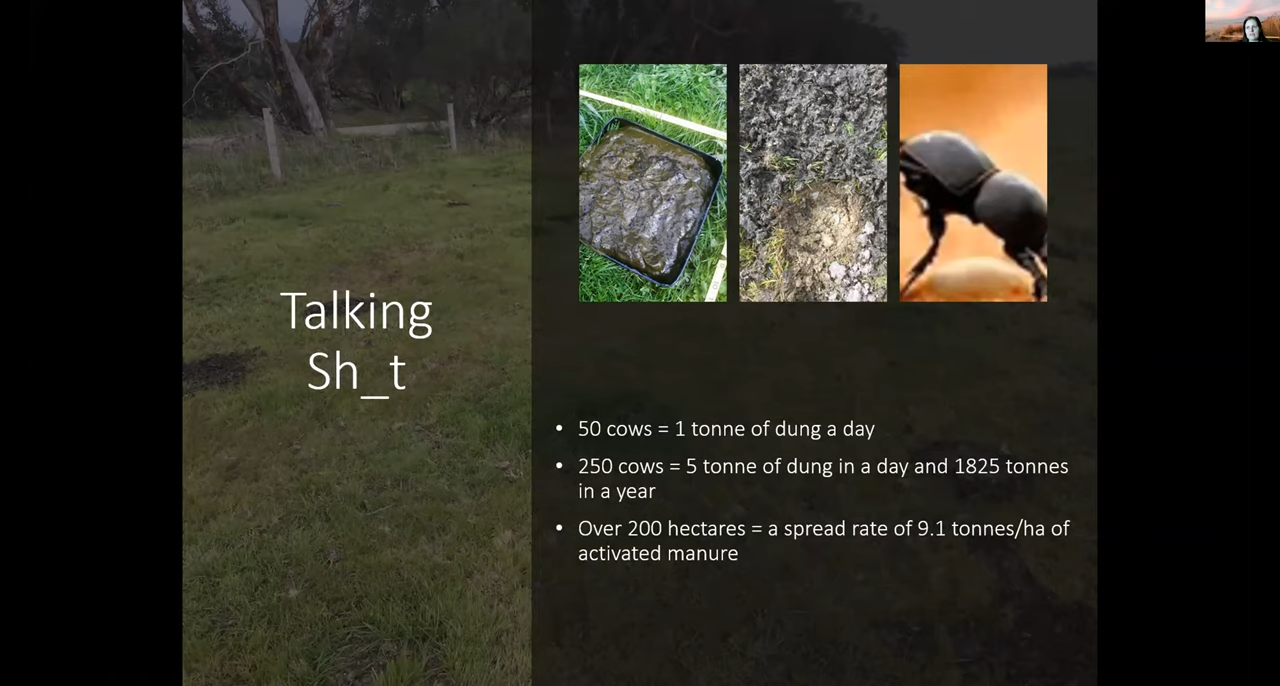 Talking
Sh_t
• 50 cows = 1 tonne of dung a day
• 250 cows = 5 tonne of dung in a day and 1825 tonnes
in a year
• Over 200 hectares = a spread rate of 9.1 tonnes/ha of
activated manure